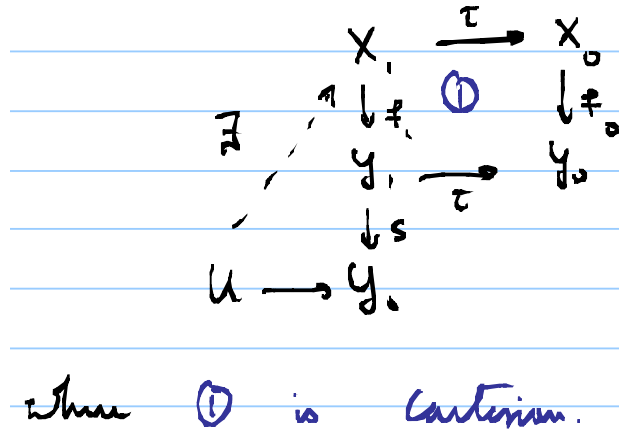 X₁ τ→ X₀
∃ ↓ f₁ ① ↓ f₀
Y₁ τ→ Y₀
↓ s
U → Y₀
where ① is Cartesian.